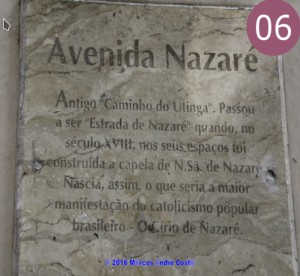 06
Avenida Nazaré
Antigo "Caminho do Utinga". Passou
a ser "Estrada de Nazaré" quando, no
século XVIII, nos seus espaços foi
construída a capela de N.Sa. de Nazaré
Nascia, assim, o que seria a maior
manifestação do catolicismo popular
brasileiro - O Círio de Nazaré.
© 2016 Marcos André Costa